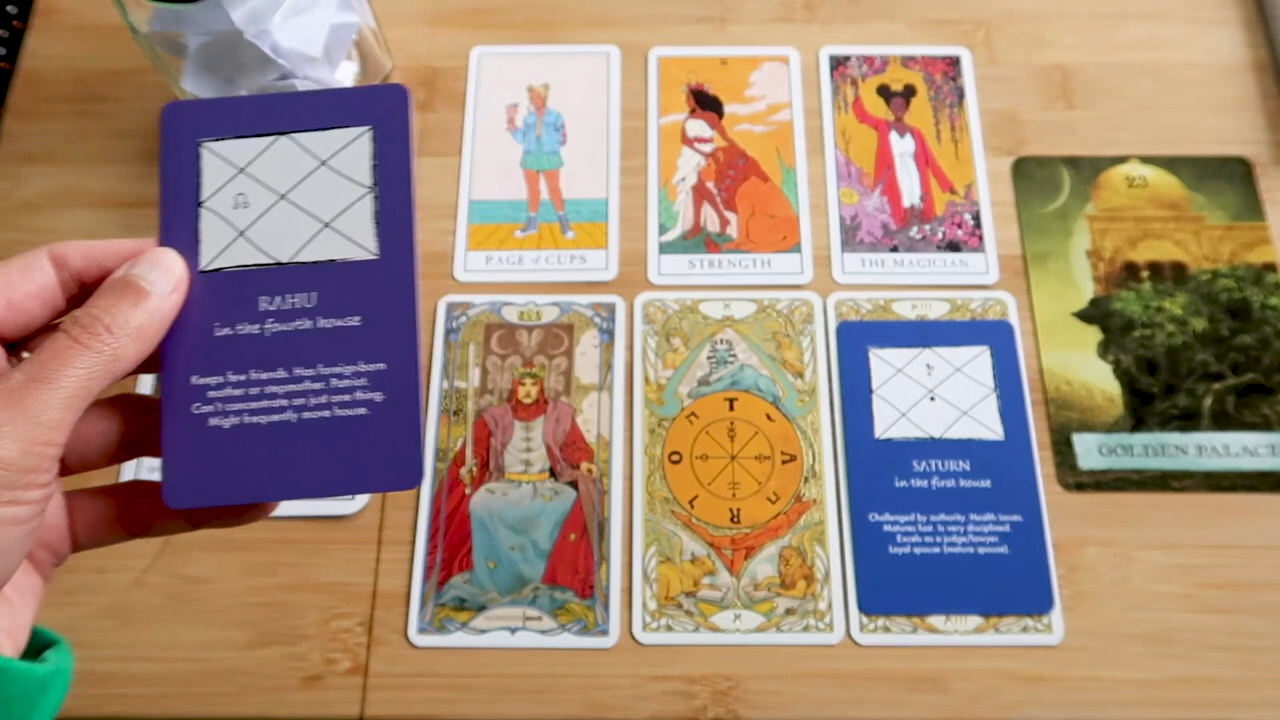 RAHU
in the fourth house
Keeps few friends. Has foreign-born
mother or stepmother. Patriot.
Can't concentrate on just one thing.
Might frequently move house.
PAGE of CUPS
STRENGTH
THE MAGICIAN
X
T
A
R
O
X
XIII
SATURN
in the first house
Challenged by authority. Health issues.
Matures fast. Is very disciplined.
Excels as a judge/lawyer.
Loyal spouse (mature spouse).
XIII
23
GOLDEN PALACE